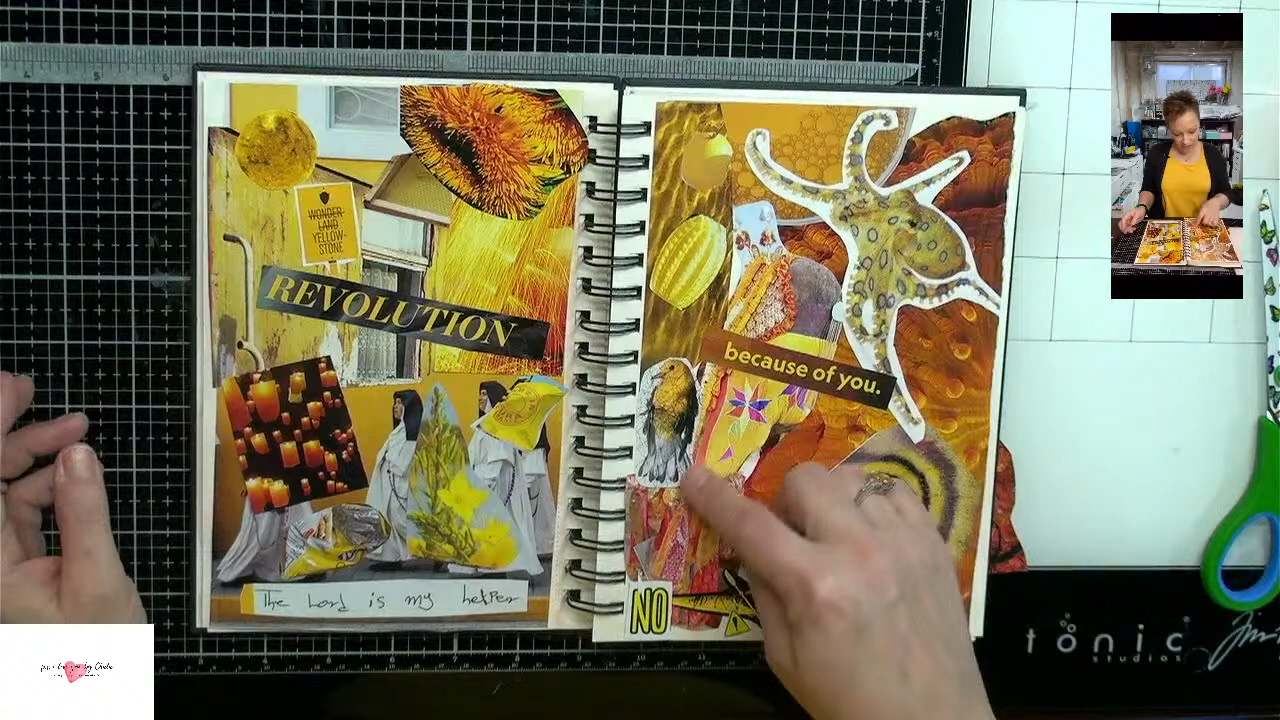 WONDER-
LAND
YELLOW-
STONE
REVOLUTION
because of you.
The Lord is my helper
NO
tonic
studios